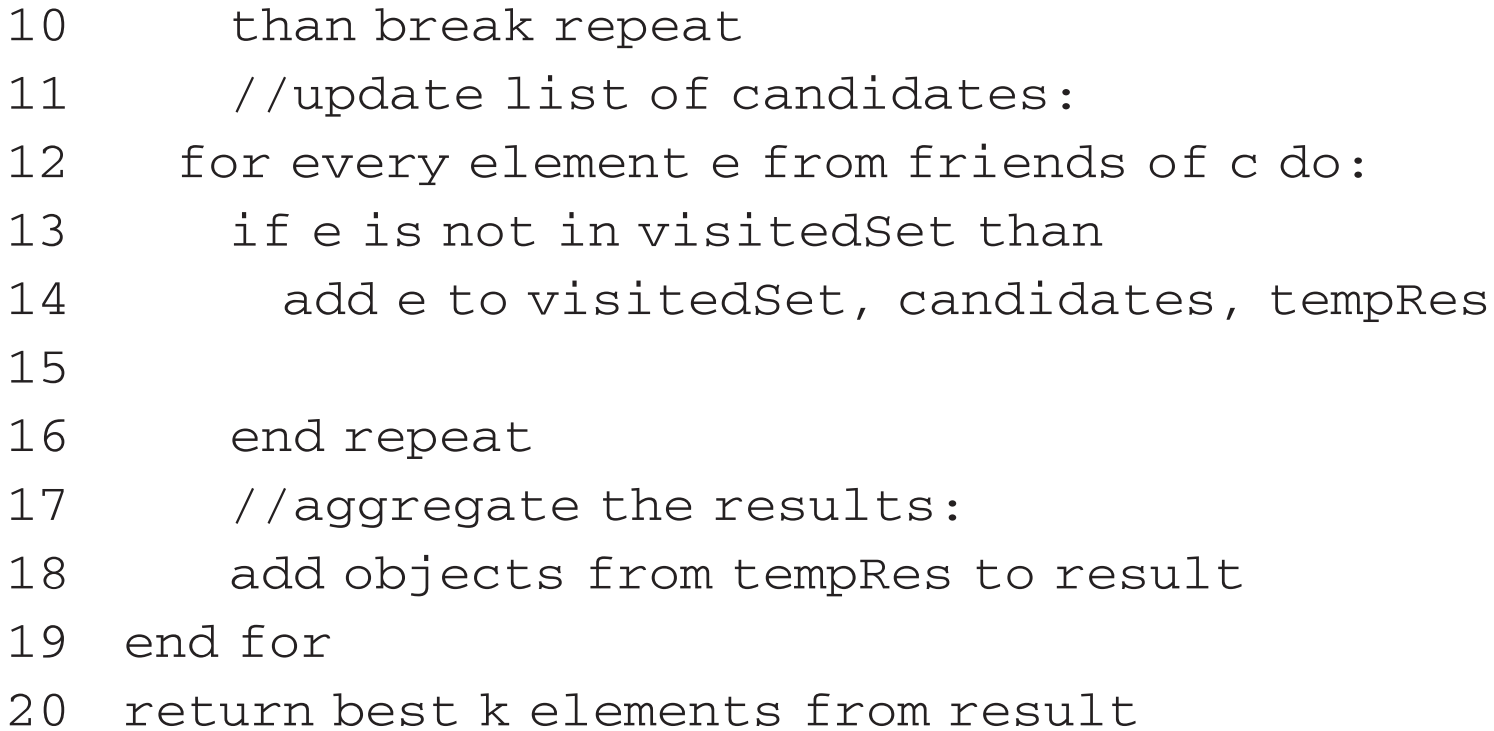 10 than break repeat
11 //update list of candidates:
12 for every element e from friends of c do:
13 if e is not in visitedSet than
14 add e to visitedSet, candidates, tempRes
15
16 end repeat
17 //aggregate the results:
18 add objects from tempRes to result
19 end for
20 return best k elements from result